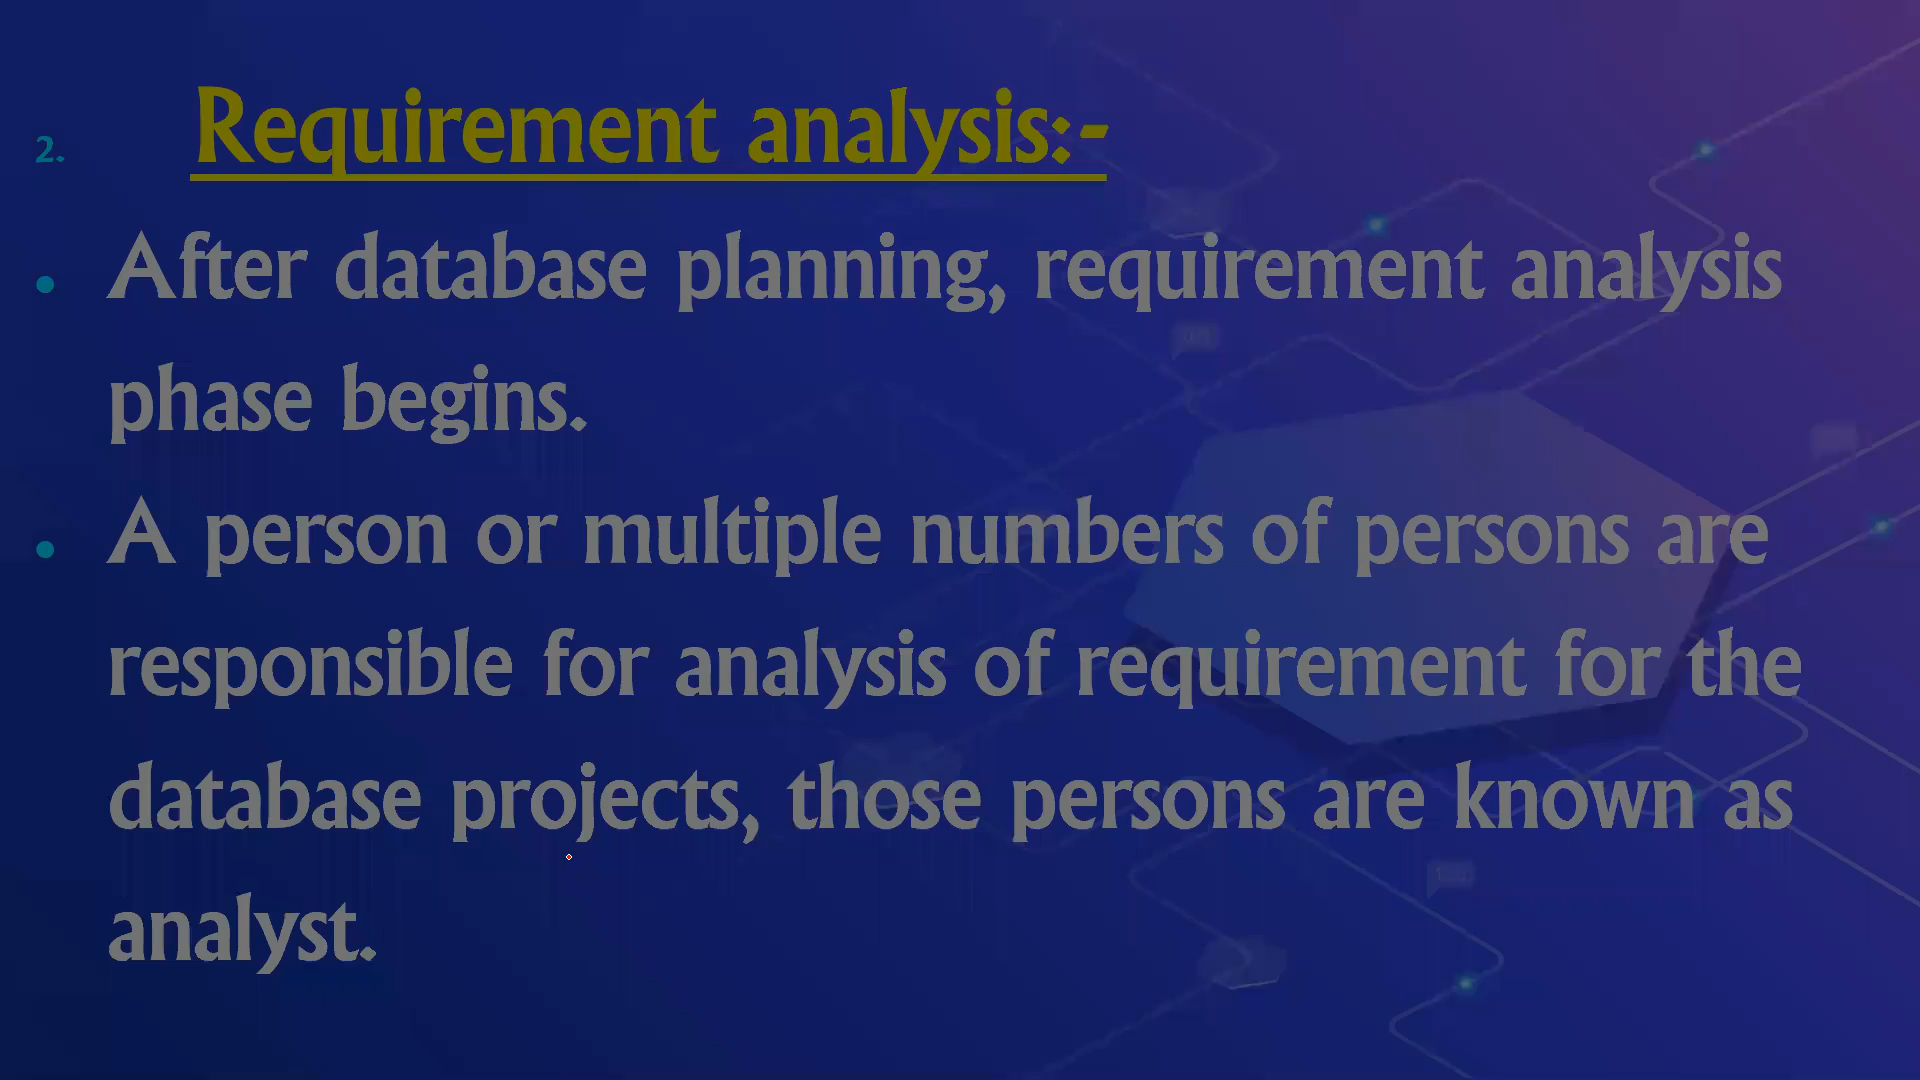 2. Requirement analysis:-
• After database planning, requirement analysis
phase begins.
• A person or multiple numbers of persons are
responsible for analysis of requirement for the
database projects, those persons are known as
analyst.